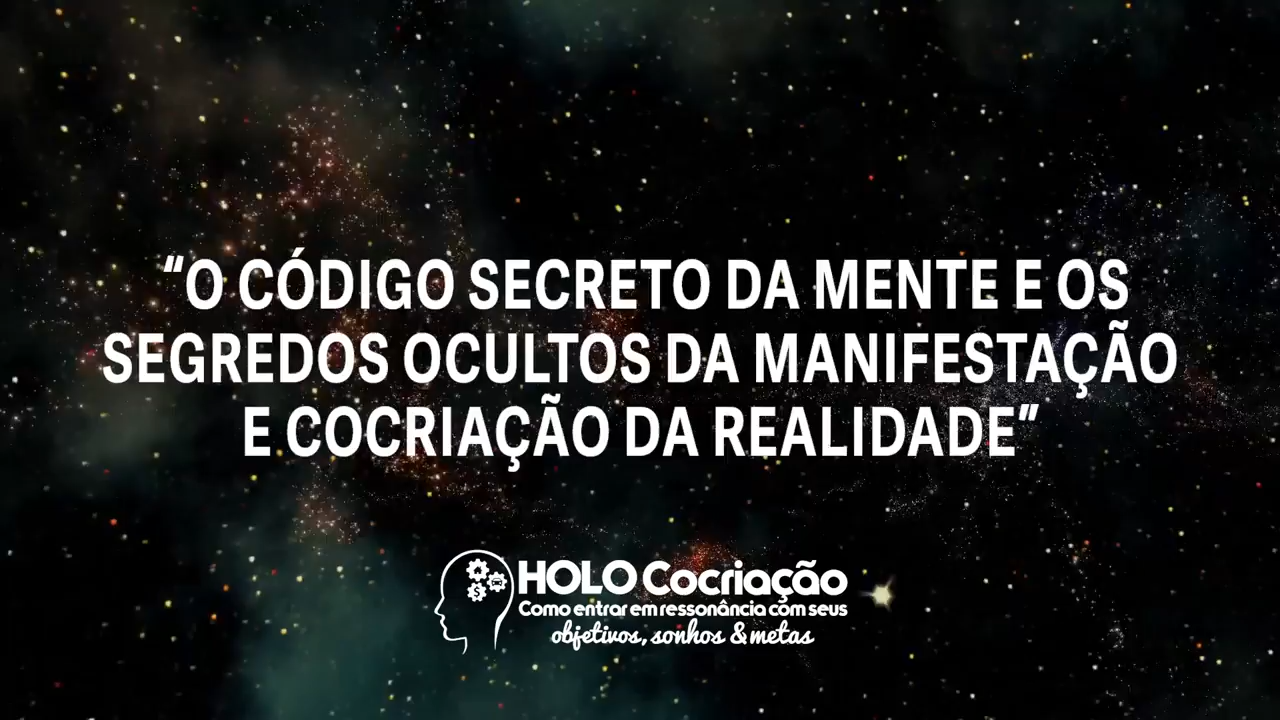 “O CÓDIGO SECRETO DA MENTE E OS
SEGREDOS OCULTOS DA MANIFESTAÇÃO
E COCRIAÇÃO DA REALIDADE”
HOLO Cocriação
Como entrar em ressonância com seus
objetivos, sonhos & metas